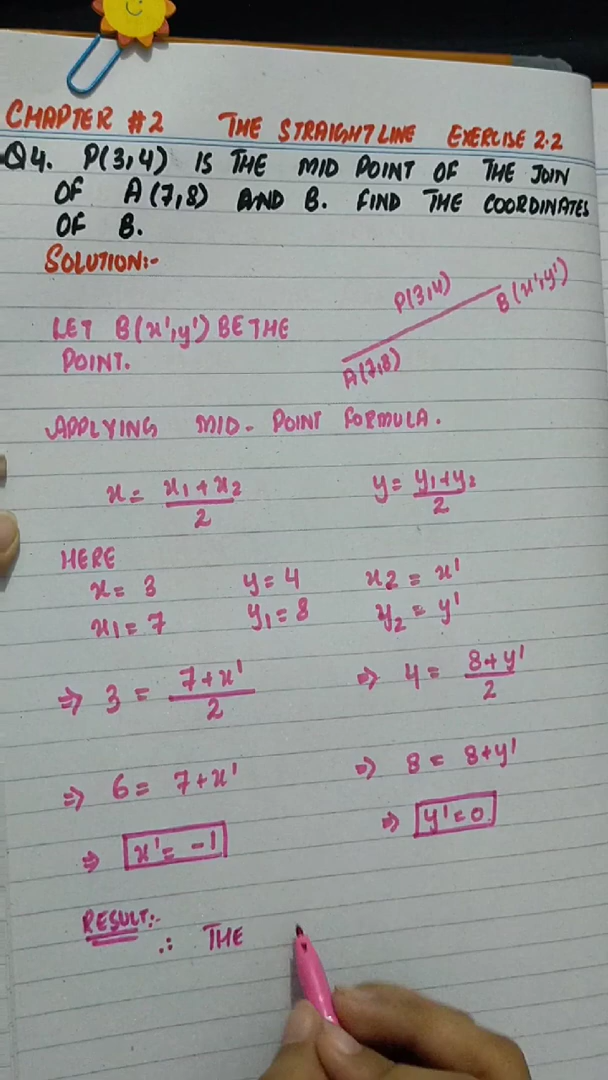 CHAPTER #2 THE STRAIGHT LINE EXERCISE 2.2
Q4. P(3,4) IS THE MID POINT OF THE JOIN
OF A(7,8) AND B. FIND THE COORDINATES
OF B.
SOLUTION:-
P(3,4) B(x',y')
LET B(x',y') BE THE
POINT.
A(7,8)
APPLYING MID-POINT FORMULA.
x = x₁+x₂/2 y = y₁+y₂/2
HERE
x = 3 y = 4 x2 = x'
x₁ = 7 y₁ = 8 y₂ = y'
⇒ 3 = 7+x'/2 ⇒ 4 = 8+y'/2
⇒ 6 = 7+x' ⇒ 8 = 8+y'
⇒ x' = -1 ⇒ y' = 0
RESULT:-
∴ THE